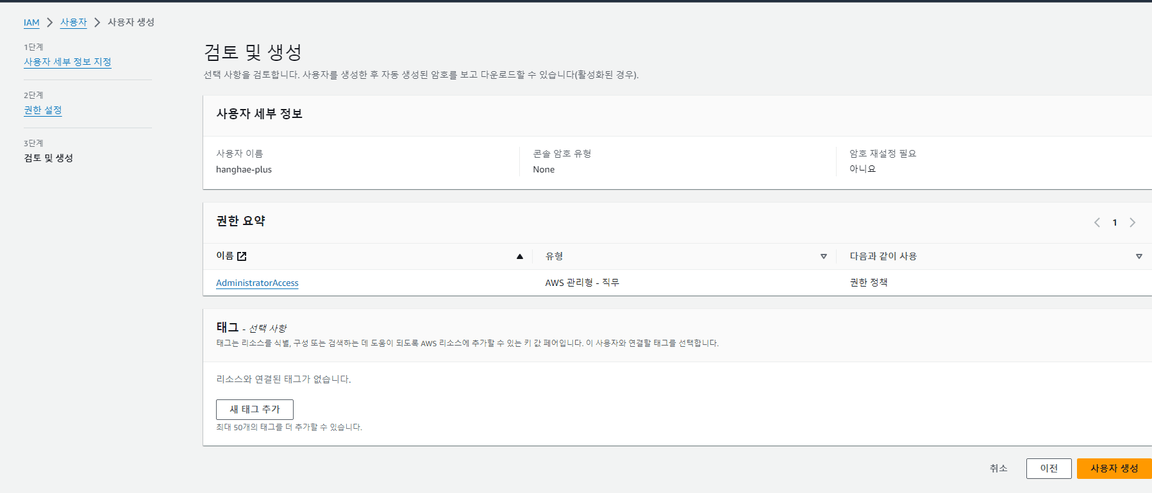 IAM > 사용자 > 사용자 생성
1단계
사용자 세부 정보 지정
2단계
권한 설정
3단계
검토 및 생성
검토 및 생성
선택 사항을 검토합니다. 사용자를 생성한 후 자동 생성된 암호를 보고 다운로드할 수 있습니다(활성화된 경우).
사용자 세부 정보
사용자 이름
hanghae-plus
콘솔 암호 유형
None
암호 재설정 필요
아니요
권한 요약
1
이름 유형 다음과 같이 사용
AdministratorAccess AWS 관리형 - 직무 권한 정책
태그 - 선택 사항
태그는 리소스를 식별, 구성 또는 검색하는 데 도움이 되도록 AWS 리소스에 추가할 수 있는 키 값 페어입니다. 이 사용자와 연결할 태그를 선택합니다.
리소스와 연결된 태그가 없습니다.
새 태그 추가
최대 50개의 태그를 더 추가할 수 있습니다.
취소 이전 사용자 생성